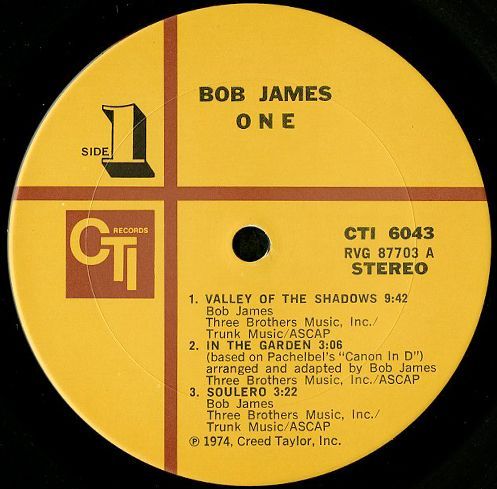 BOB JAMES
ONE
SIDE 1
CTI RECORDS
CTI 6043
RVG 87703 A
STEREO
1. VALLEY OF THE SHADOWS 9:42
Bob James
Three Brothers Music, Inc./
Trunk Music/ASCAP
2. IN THE GARDEN 3:06
(based on Pachelbel's “Canon In D”)
arranged and adapted by Bob James
Three Brothers Music, Inc./ASCAP
3. SOULERO 3:22
Bob James
Three Brothers Music, Inc./
Trunk Music/ASCAP
℗ 1974, Creed Taylor, Inc.